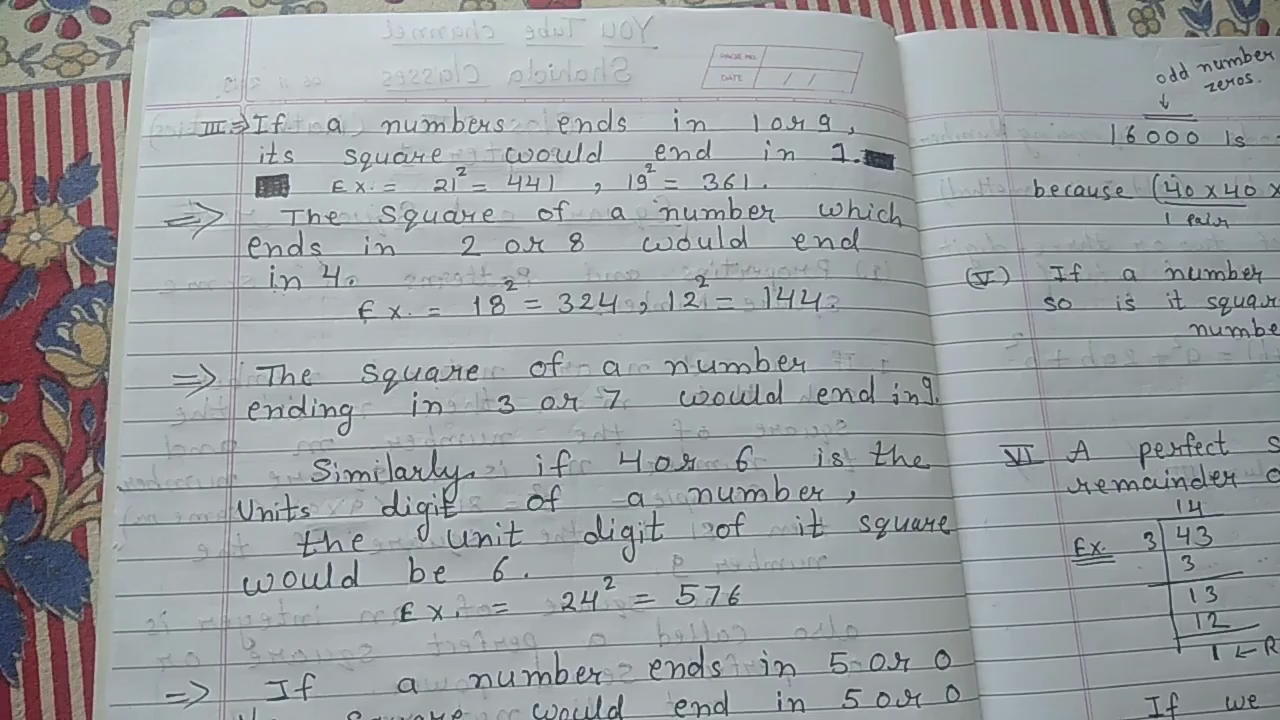 PAGE NO.
DATE / /
III ⇒ If a numbers ends in 1 or 9,
its square would end in 1.
Ex. = 21² = 441 , 19² = 361.
⇒ The square of a number which
ends in 2 or 8 would end
in 4.
Ex. = 18² = 324, 12² = 144.
⇒ The square of a number
ending in 3 or 7 would end in 9.
Similarly if 4 or 6 is the
Units digit of a number,
the unit digit of it square
would be 6.
Ex. = 24² = 576
⇒ If a number ends in 5 or 0
square would end in 5 or 0
odd number
zeros.
↓
16000 is
because (40 x 40 x
1 pair
(V) If a number
so is it squar
numbe
VI A perfect s
remainder o
14
Ex. 3 43
3
13
12
1 ← R
If we